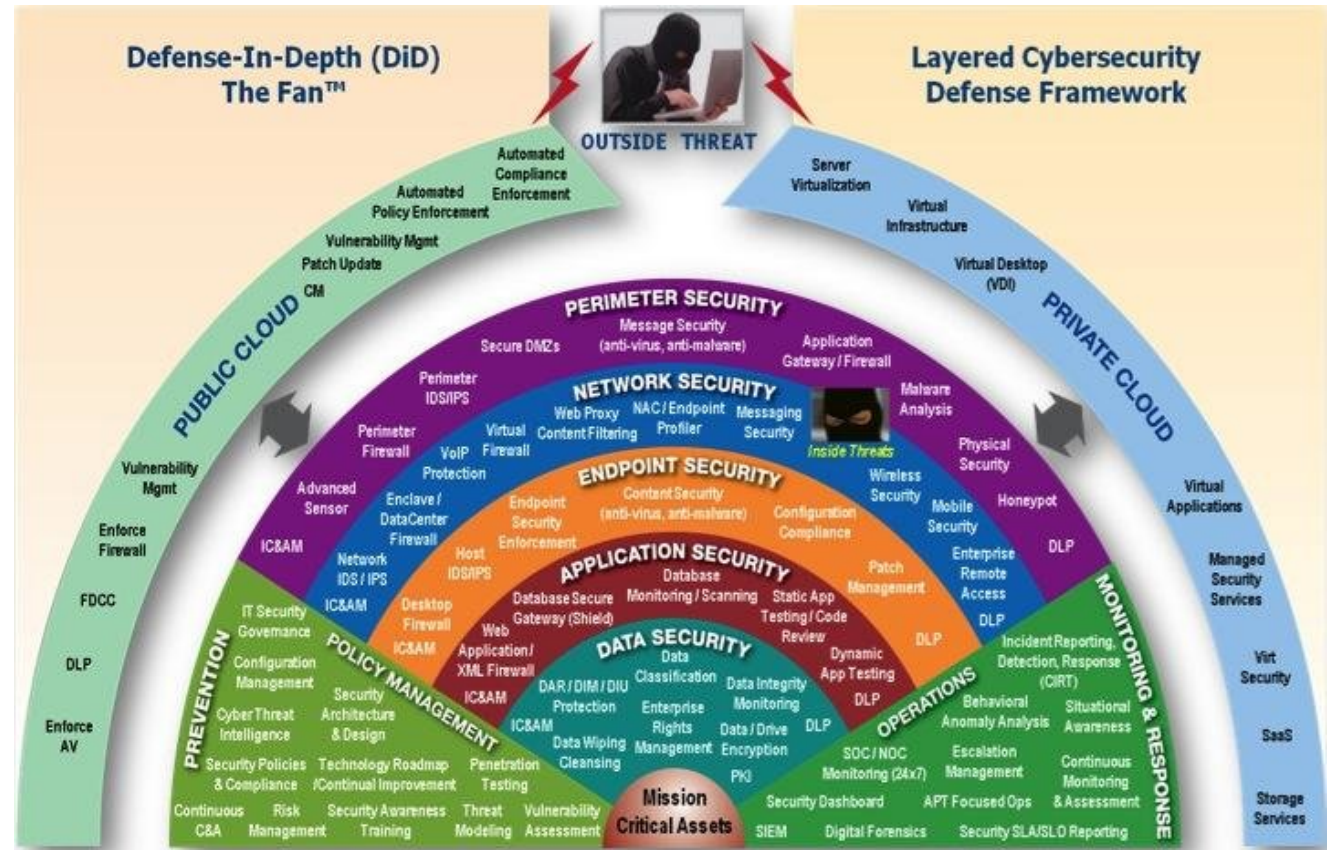 Defense-In-Depth (DiD)
The Fan™
OUTSIDE THREAT
Layered Cybersecurity
Defense Framework
PUBLIC CLOUD
Automated
Compliance
Enforcement
Automated
Policy Enforcement
Vulnerability Mgmt
Patch Update
CM
Vulnerability
Mgmt
Enforce
Firewall
FDCC
DLP
Enforce
AV
PRIVATE CLOUD
Server
Virtualization
Virtual
Infrastructure
Virtual Desktop
(VDI)
Virtual
Applications
Managed
Security
Services
Virt
Security
SaaS
Storage
Services
PERIMETER SECURITY
Message Security
(anti-virus, anti-malware)
Secure DMZs
Application
Gateway / Firewall
Perimeter
IDS/IPS
Malware
Analysis
Perimeter
Firewall
Physical
Security
Advanced
Sensor
Honeypot
IC&AM
DLP
NETWORK SECURITY
Web Proxy
Content Filtering
NAC / Endpoint
Profiler
Messaging
Security
Inside Threats
Virtual
Firewall
VoIP
Protection
Wireless
Security
Enclave /
DataCenter
Firewall
Mobile
Security
Network
IDS / IPS
Enterprise
Remote
Access
IC&AM
DLP
ENDPOINT SECURITY
Content Security
(anti-virus, anti-malware)
Endpoint
Security
Enforcement
Configuration
Compliance
Host
IDS/IPS
Patch
Management
Desktop
Firewall
IC&AM
DLP
APPLICATION SECURITY
Database
Monitoring / Scanning
Database Secure
Gateway (Shield)
Static App
Testing / Code
Review
Web
Application/
XML Firewall
Dynamic
App Testing
IC&AM
DLP
DATA SECURITY
Data
Classification
DAR / DIM / DIU
Protection
Data Integrity
Monitoring
Enterprise
Rights
Management
IC&AM
DLP
Data Wiping
Cleansing
Data / Drive
Encryption
PKI
Mission
Critical Assets
PREVENTION
POLICY MANAGEMENT
IT Security
Governance
Configuration
Management
Security
Architecture
& Design
Cyber Threat
Intelligence
Security Policies
& Compliance
Technology Roadmap
/Continual Improvement
Penetration
Testing
Continuous
C&A
Risk
Management
Security Awareness
Training
Threat
Modeling
Vulnerability
Assessment
OPERATIONS
MONITORING & RESPONSE
Incident Reporting,
Detection, Response
(CIRT)
Behavioral
Anomaly Analysis
Situational
Awareness
SOC / NOC
Monitoring (24x7)
Escalation
Management
Continuous
Monitoring
& Assessment
Security Dashboard
APT Focused Ops
SIEM
Digital Forensics
Security SLA/SLO Reporting